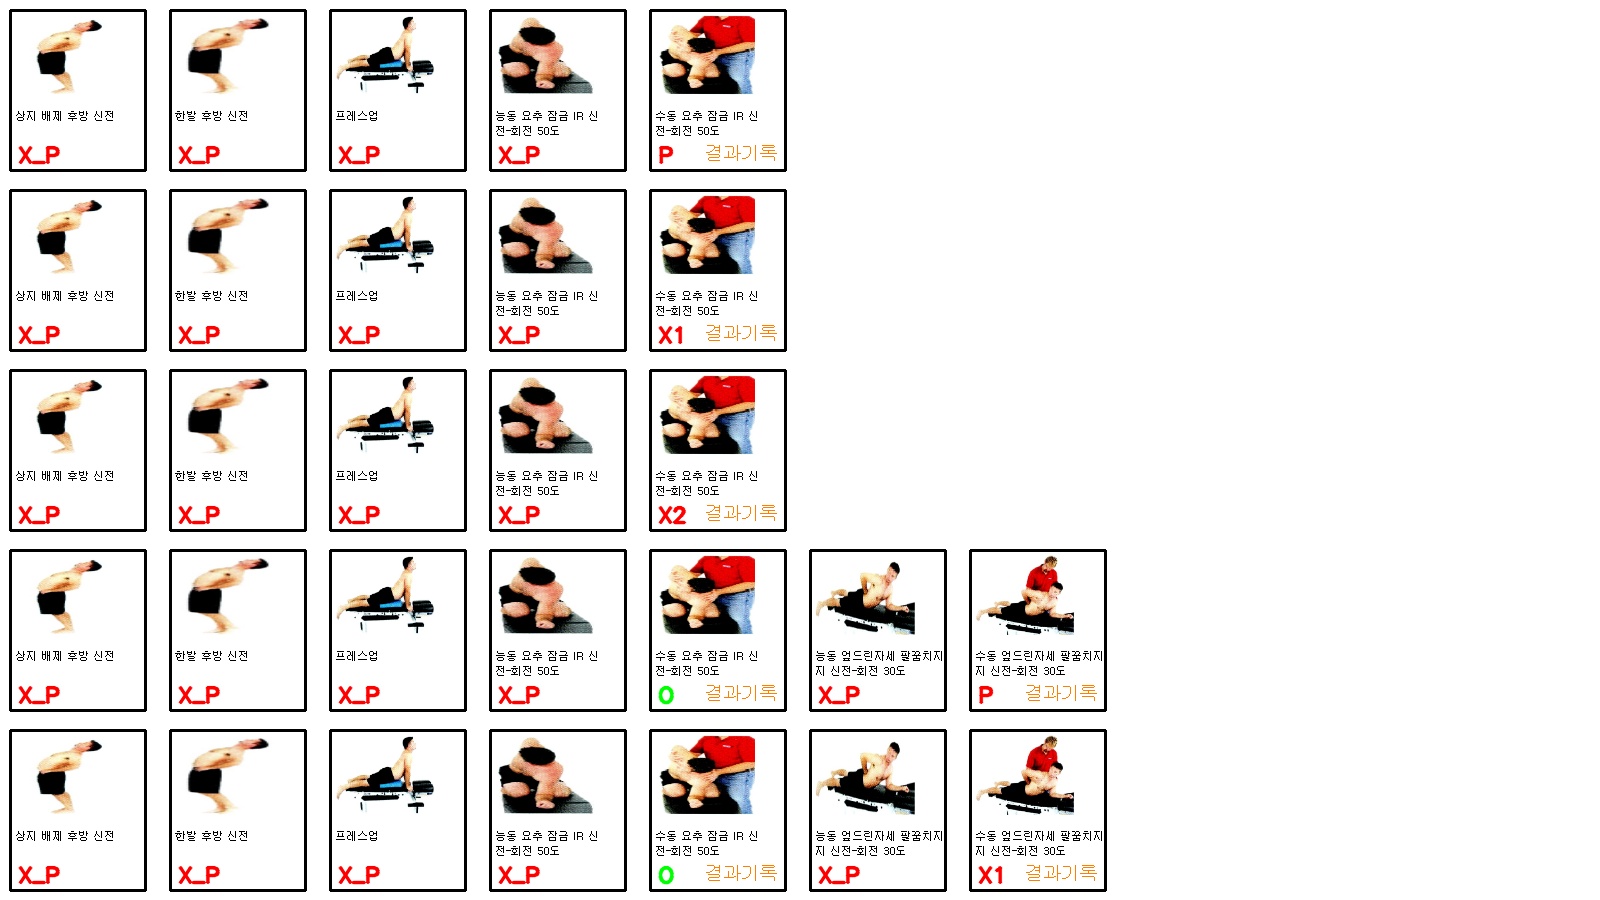 상지 배제 후방 신전
X_P
한발 후방 신전
X_P
프레스업
X_P
능동 요추 잠금 IR 신
전-회전 50도
X_P
수동 요추 잠금 IR 신
전-회전 50도
P 결과기록
상지 배제 후방 신전
X_P
한발 후방 신전
X_P
프레스업
X_P
능동 요추 잠금 IR 신
전-회전 50도
X_P
수동 요추 잠금 IR 신
전-회전 50도
X1 결과기록
상지 배제 후방 신전
X_P
한발 후방 신전
X_P
프레스업
X_P
능동 요추 잠금 IR 신
전-회전 50도
X_P
수동 요추 잠금 IR 신
전-회전 50도
X2 결과기록
상지 배제 후방 신전
X_P
한발 후방 신전
X_P
프레스업
X_P
능동 요추 잠금 IR 신
전-회전 50도
X_P
수동 요추 잠금 IR 신
전-회전 50도
O 결과기록
능동 엎드린자세 팔꿈치지
지 신전-회전 30도
X_P
수동 엎드린자세 팔꿈치지
지 신전-회전 30도
P 결과기록
상지 배제 후방 신전
X_P
한발 후방 신전
X_P
프레스업
X_P
능동 요추 잠금 IR 신
전-회전 50도
X_P
수동 요추 잠금 IR 신
전-회전 50도
O 결과기록
능동 엎드린자세 팔꿈치지
지 신전-회전 30도
X_P
수동 엎드린자세 팔꿈치지
지 신전-회전 30도
X1 결과기록